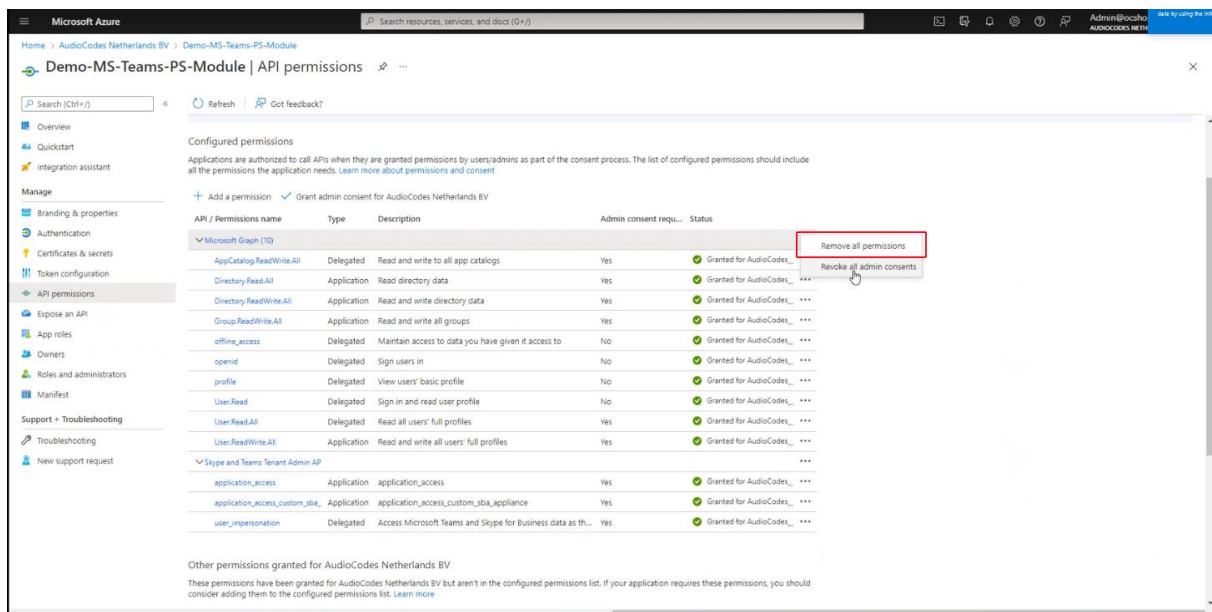 Microsoft Azure
Search resources, services, and docs (G+/)
Admin@ocsho
AUDIOCODES NETH
data by using the inf
Home > AudioCodes Netherlands BV > Demo-MS-Teams-PS-Module
Demo-MS-Teams-PS-Module | API permissions
Search (Ctrl+/)
Refresh
Got feedback?
Overview
Quickstart
Integration assistant
Manage
Branding & properties
Authentication
Certificates & secrets
Token configuration
API permissions
Expose an API
App roles
Owners
Roles and administrators
Manifest
Support + Troubleshooting
Troubleshooting
New support request
Configured permissions
Applications are authorized to call APIs when they are granted permissions by users/admins as part of the consent process. The list of configured permissions should include
all the permissions the application needs. Learn more about permissions and consent
+ Add a permission Grant admin consent for AudioCodes Netherlands BV
API / Permissions name Type Description Admin consent requ... Status
Microsoft Graph (10)
Remove all permissions
Revoke all admin consents
AppCatalog.ReadWrite.All Delegated Read and write to all app catalogs Yes Granted for AudioCodes_
Directory.Read.All Application Read directory data Yes Granted for AudioCodes_ ...
Directory.ReadWrite.All Application Read and write directory data Yes Granted for AudioCodes_ ...
Group.ReadWrite.All Application Read and write all groups Yes Granted for AudioCodes_ ...
offline_access Delegated Maintain access to data you have given it access to No Granted for AudioCodes_ ...
openid Delegated Sign users in No Granted for AudioCodes_ ...
profile Delegated View users' basic profile No Granted for AudioCodes_ ...
User.Read Delegated Sign in and read user profile No Granted for AudioCodes_ ...
User.Read.All Delegated Read all users' full profiles Yes Granted for AudioCodes_ ...
User.ReadWrite.All Application Read and write all users' full profiles Yes Granted for AudioCodes_ ...
Skype and Teams Tenant Admin AP ...
application_access Application application_access Yes Granted for AudioCodes_ ...
application_access_custom_sba_ Application application_access_custom_sba_appliance Yes Granted for AudioCodes_ ...
user_impersonation Delegated Access Microsoft Teams and Skype for Business data as th... Yes Granted for AudioCodes_ ...
Other permissions granted for AudioCodes Netherlands BV
These permissions have been granted for AudioCodes Netherlands BV but aren't in the configured permissions list. If your application requires these permissions, you should
consider adding them to the configured permissions list. Learn more